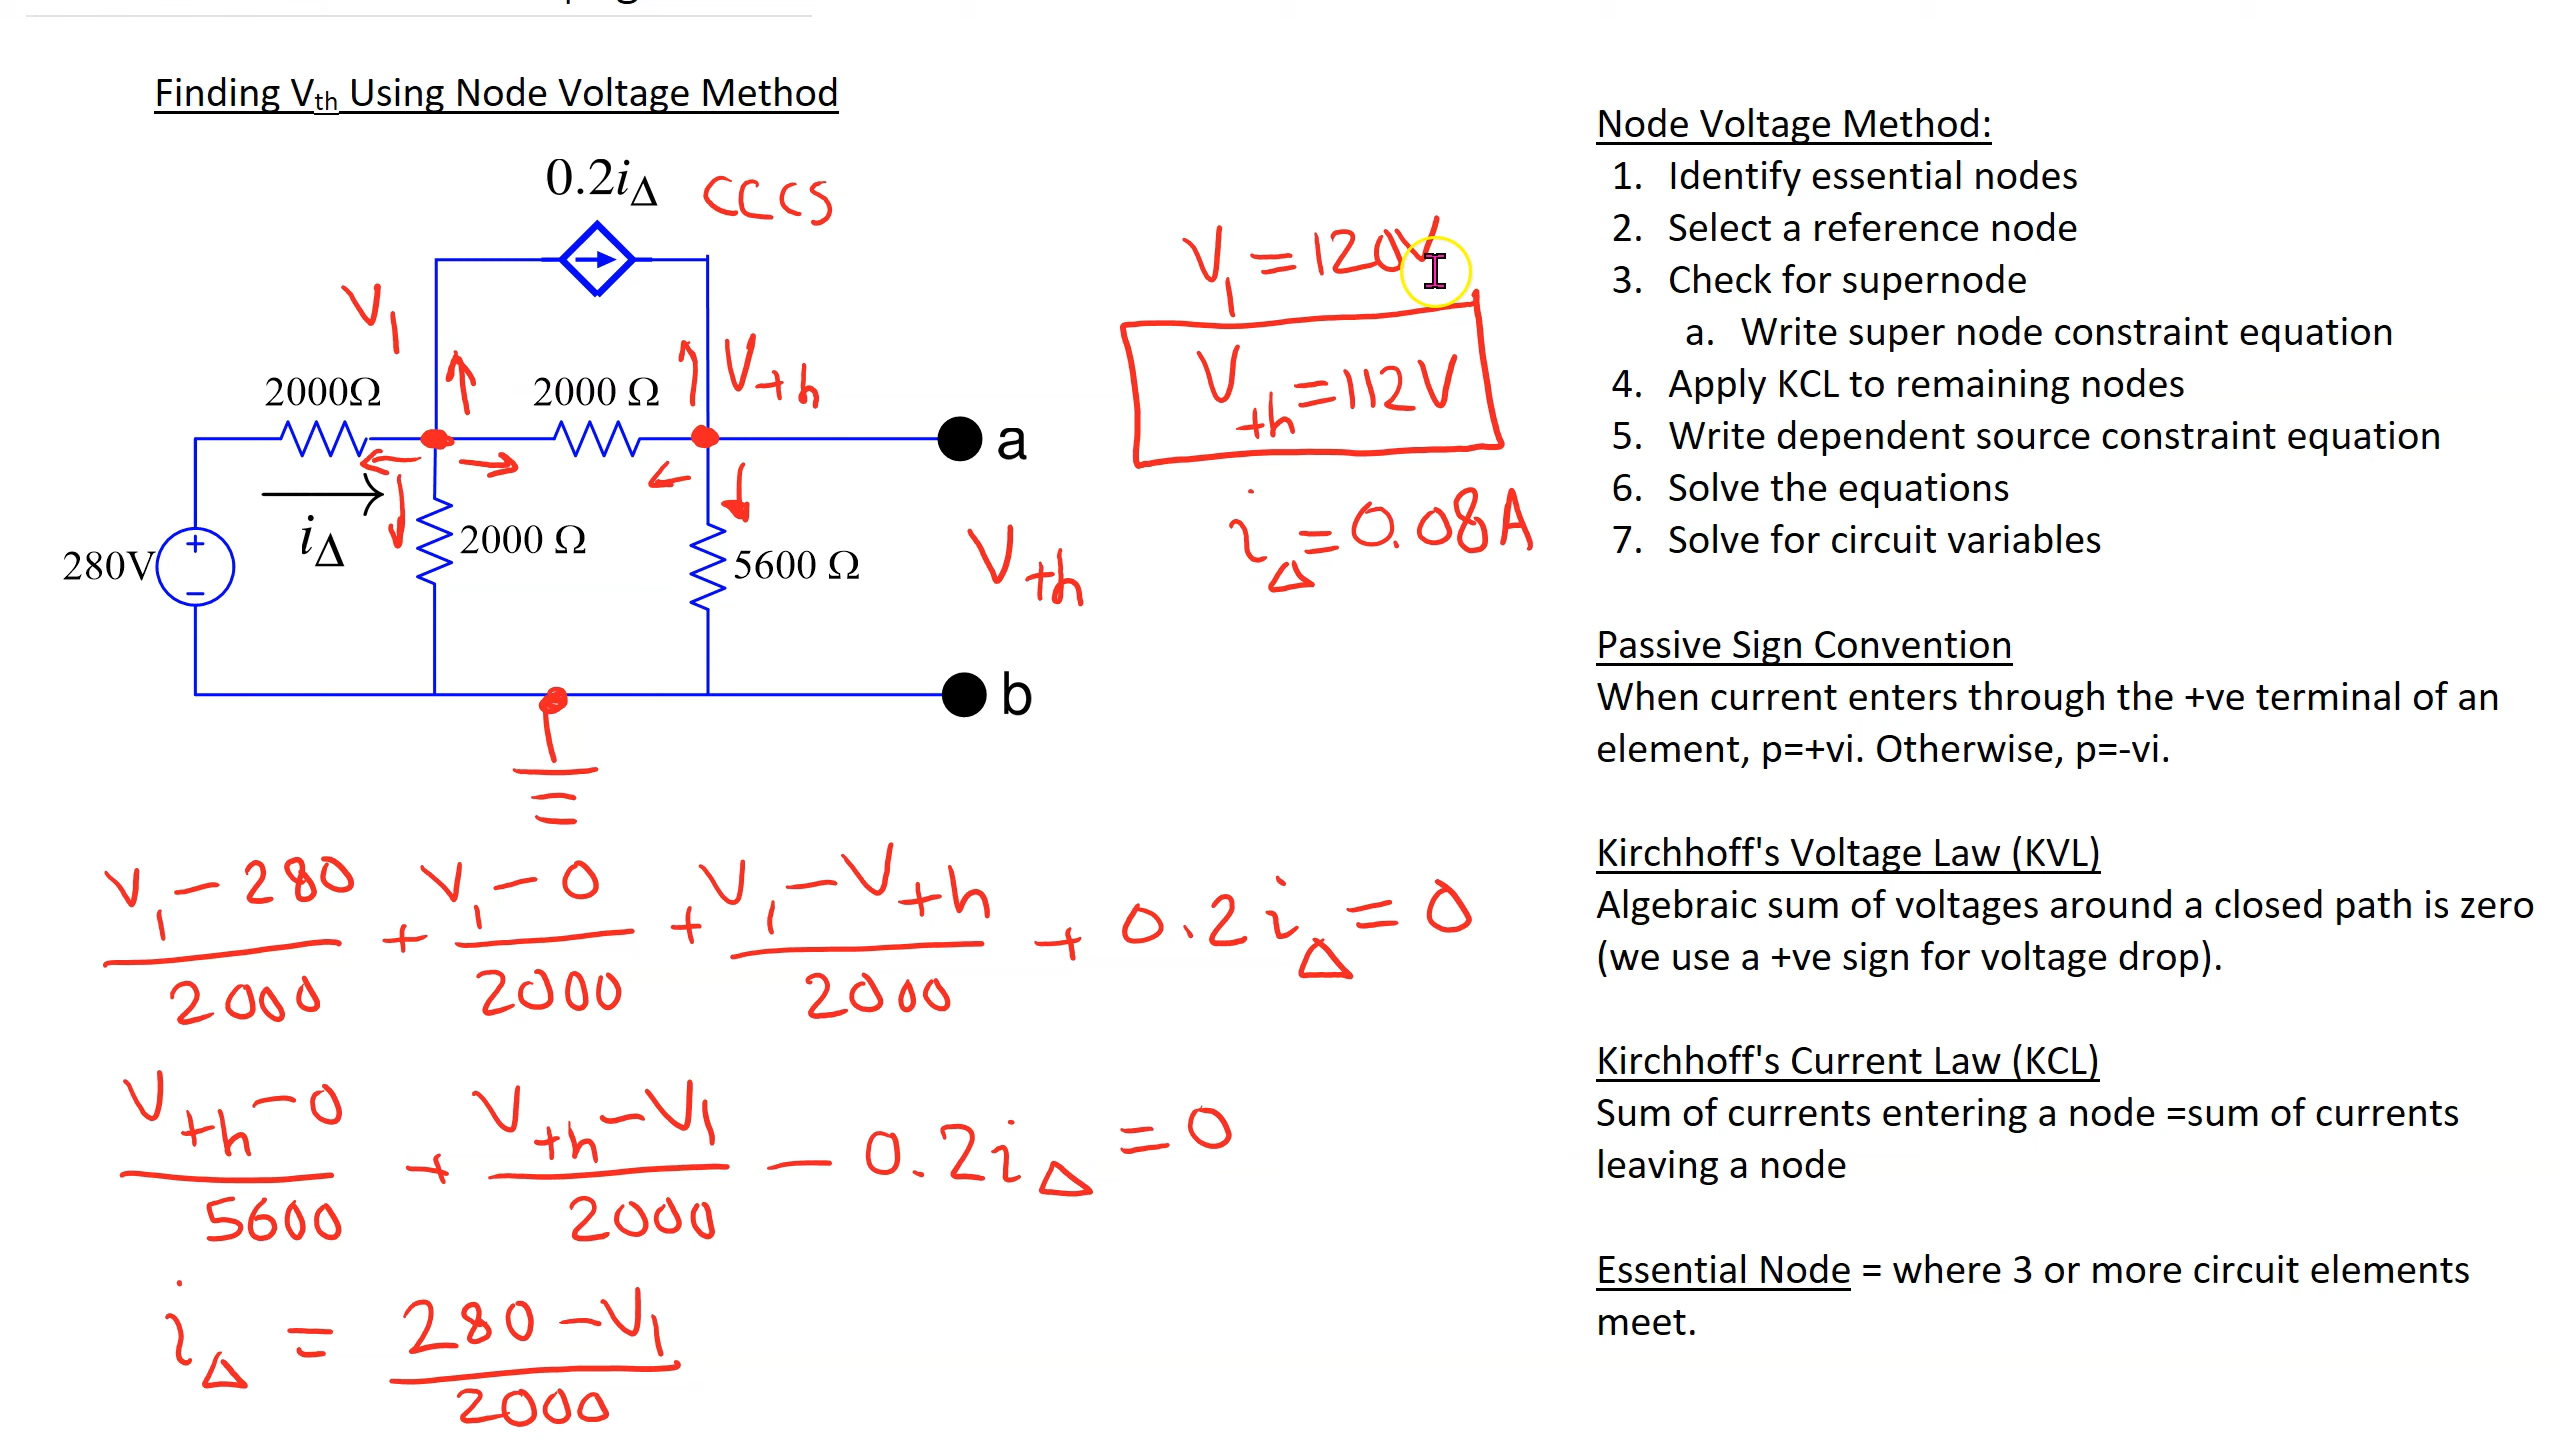 Finding Vth Using Node Voltage Method
0.2iΔ CCCS
V1
2000Ω
2000 Ω
Vth
a
iΔ
280V
+
−
2000 Ω
5600 Ω
Vth
b
V1 = 120V
Vth = 112V
iΔ = 0.08A
V1 − 280 / 2000 + V1 − 0 / 2000 + V1 − Vth / 2000 + 0.2iΔ = 0
Vth − 0 / 5600 + Vth − V1 / 2000 − 0.2iΔ = 0
iΔ = 280 − V1 / 2000
Node Voltage Method:
1. Identify essential nodes
2. Select a reference node
3. Check for supernode
a. Write super node constraint equation
4. Apply KCL to remaining nodes
5. Write dependent source constraint equation
6. Solve the equations
7. Solve for circuit variables
Passive Sign Convention
When current enters through the +ve terminal of an
element, p=+vi. Otherwise, p=-vi.
Kirchhoff's Voltage Law (KVL)
Algebraic sum of voltages around a closed path is zero
(we use a +ve sign for voltage drop).
Kirchhoff's Current Law (KCL)
Sum of currents entering a node =sum of currents
leaving a node
Essential Node = where 3 or more circuit elements
meet.